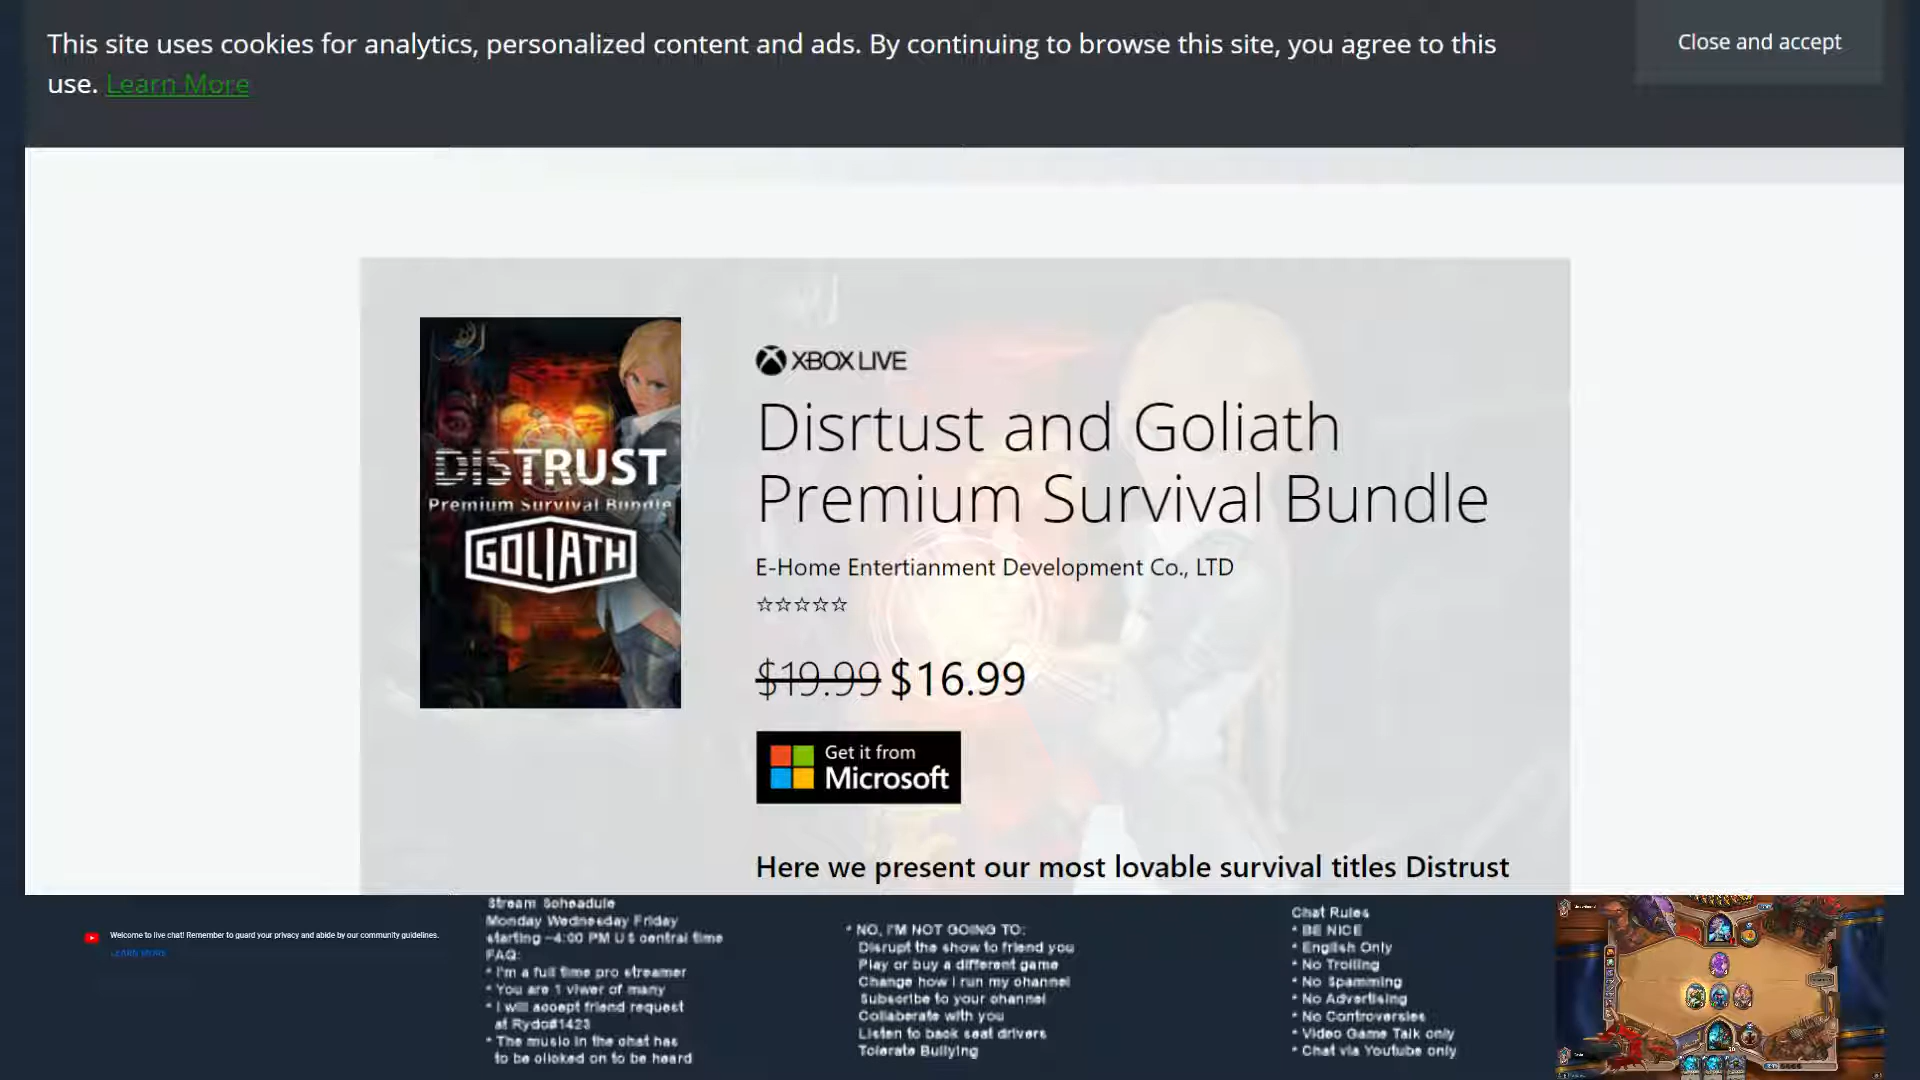 This site uses cookies for analytics, personalized content and ads. By continuing to browse this site, you agree to this
use. Learn More
Close and accept
XBOX LIVE
Disrtust and Goliath
Premium Survival Bundle
E-Home Entertianment Development Co., LTD
$19.99 $16.99
Get it from
Microsoft
Here we present our most lovable survival titles Distrust
DISTRUST
Premium Survival Bundle
GOLIATH
Welcome to live chat! Remember to guard your privacy and abide by our community guidelines.
LEARN MORE
Stream Scheadule
Monday Wednesday Friday
starting ~4:00 PM US central time
FAQ:
* I'm a full time pro streamer
* You are 1 viwer of many
* I will accept friend request
at Rydo#1423
* The music in the chat has
to be clicked on to be heard
* NO, I'M NOT GOING TO:
Disrupt the show to friend you
Play or buy a different game
Change how I run my channel
Subscribe to your channel
Collaberate with you
Listen to back seat drivers
Tolerate Bullying
Chat Rules
* BE NICE
* English Only
* No Trolling
* No Spamming
* No Advertising
* No Controversies
* Video Game Talk only
* Chat via Youtube only